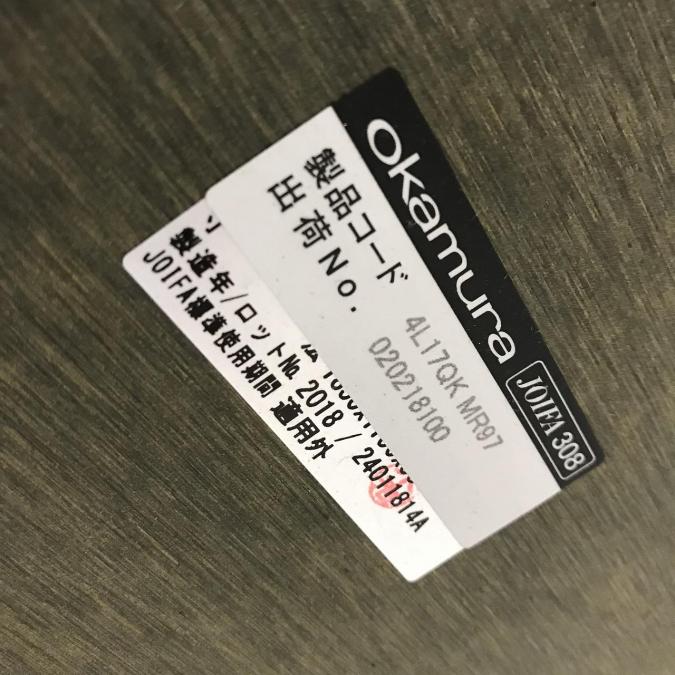 okamura JOIFA 308
製品コード 4L17QK MR97
出荷No. 020218100
製造年/ロット№ 2018 / 24011814A
JOIFA標準使用期間 適用外